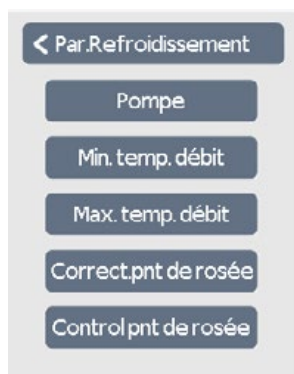 < Par.Refroidissement
Pompe
Min. temp. débit
Max. temp. débit
Correct.pnt de rosée
Control pnt de rosée